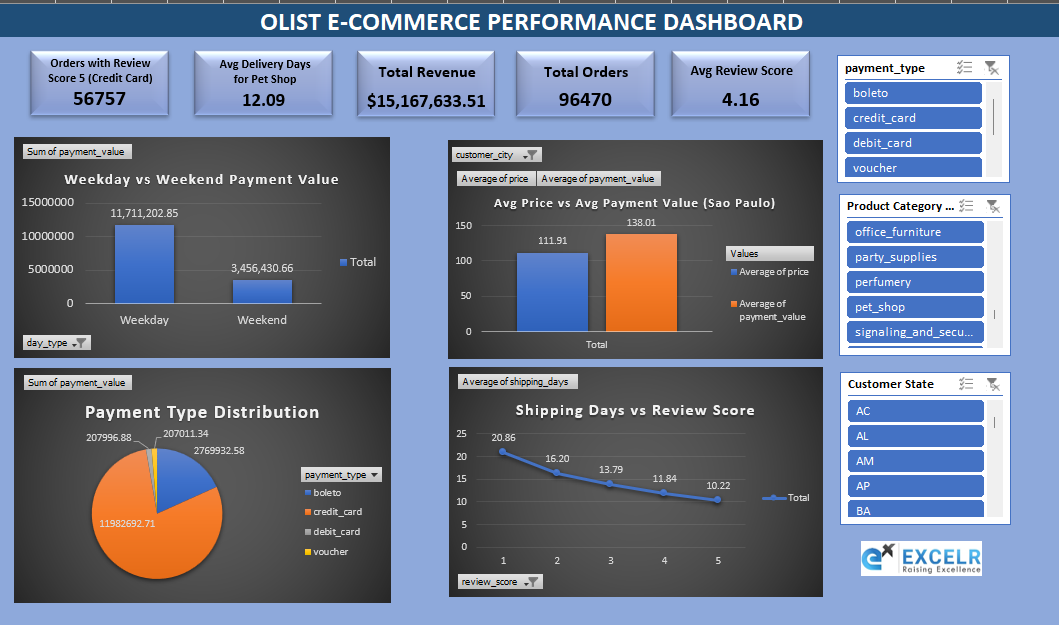 OLIST E-COMMERCE PERFORMANCE DASHBOARD
Orders with Review
Score 5 (Credit Card)
56757
Avg Delivery Days
for Pet Shop
12.09
Total Revenue
$15,167,633.51
Total Orders
96470
Avg Review Score
4.16
payment_type
boleto
credit_card
debit_card
voucher
Sum of payment_value
Weekday vs Weekend Payment Value
15000000
10000000
5000000
0
11,711,202.85
3,456,430.66
Weekday
Weekend
Total
day_type
customer_city
Average of price
Average of payment_value
Avg Price vs Avg Payment Value (Sao Paulo)
150
100
50
0
111.91
138.01
Total
Values
Average of price
Average of
payment_value
Product Category ...
office_furniture
party_supplies
perfumery
pet_shop
signaling_and_secu...
Sum of payment_value
Payment Type Distribution
207996.88
207011.34
2769932.58
11982692.71
payment_type
boleto
credit_card
debit_card
voucher
Average of shipping_days
Shipping Days vs Review Score
25
20
15
10
5
0
20.86
16.20
13.79
11.84
10.22
1
2
3
4
5
Total
review_score
Customer State
AC
AL
AM
AP
BA
ex EXCELR
Raising Excellence